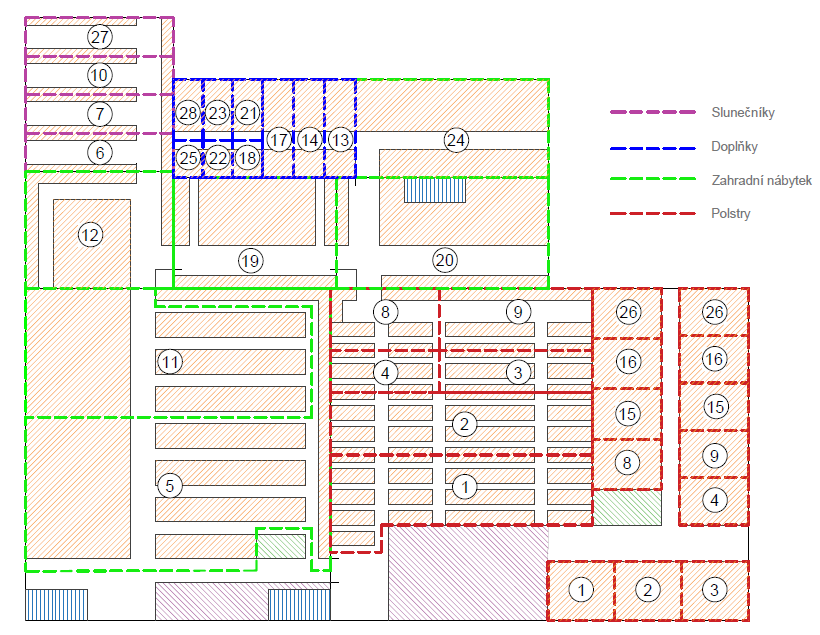 27
10
7
6
28 23 21
17 14 13 24
25 22 18
Slunečníky
Doplňky
Zahradní nábytek
Polstry
12
19 20
8 9 26 26
11 4 3 16 16
2 15 15
8 9
5 1 4
1 2 3